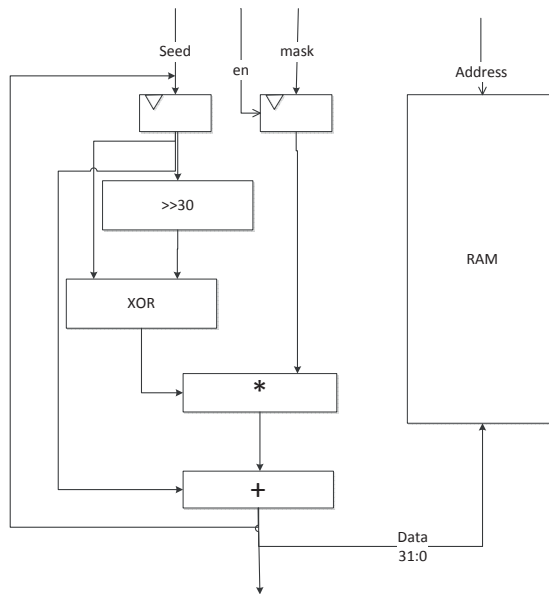 Seed
en
mask
Address
>>30
RAM
XOR
*
+
Data
31:0